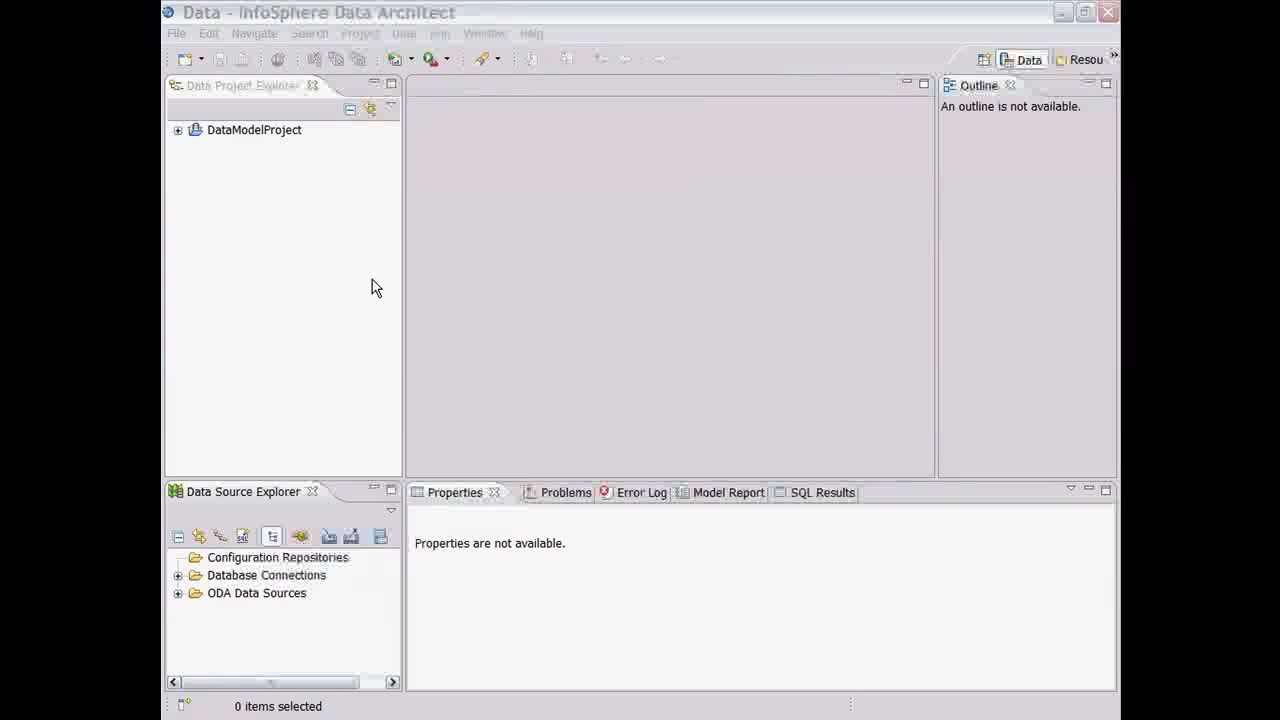 Data - InfoSphere Data Architect
File Edit Navigate Search Project Data Run Window Help
Data Resou
Data Project Explorer
Outline
DataModelProject
An outline is not available.
Data Source Explorer
Properties Problems Error Log Model Report SQL Results
Configuration Repositories
Database Connections
ODA Data Sources
Properties are not available.
0 items selected